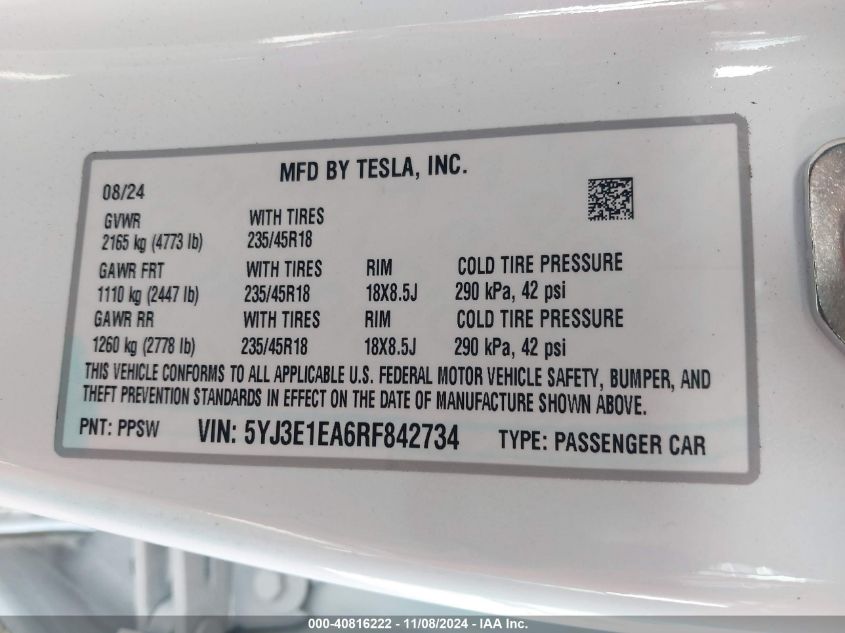 MFD BY TESLA, INC.
08/24
GVWR WITH TIRES
2165 kg (4773 lb) 235/45R18
GAWR FRT WITH TIRES RIM COLD TIRE PRESSURE
1110 kg (2447 lb) 235/45R18 18X8.5J 290 kPa, 42 psi
GAWR RR WITH TIRES RIM COLD TIRE PRESSURE
1260 kg (2778 lb) 235/45R18 18X8.5J 290 kPa, 42 psi
THIS VEHICLE CONFORMS TO ALL APPLICABLE U.S. FEDERAL MOTOR VEHICLE SAFETY, BUMPER, AND
THEFT PREVENTION STANDARDS IN EFFECT ON THE DATE OF MANUFACTURE SHOWN ABOVE.
PNT: PPSW VIN: 5YJ3E1EA6RF842734 TYPE: PASSENGER CAR
000-40816222 - 11/08/2024 - IAA Inc.